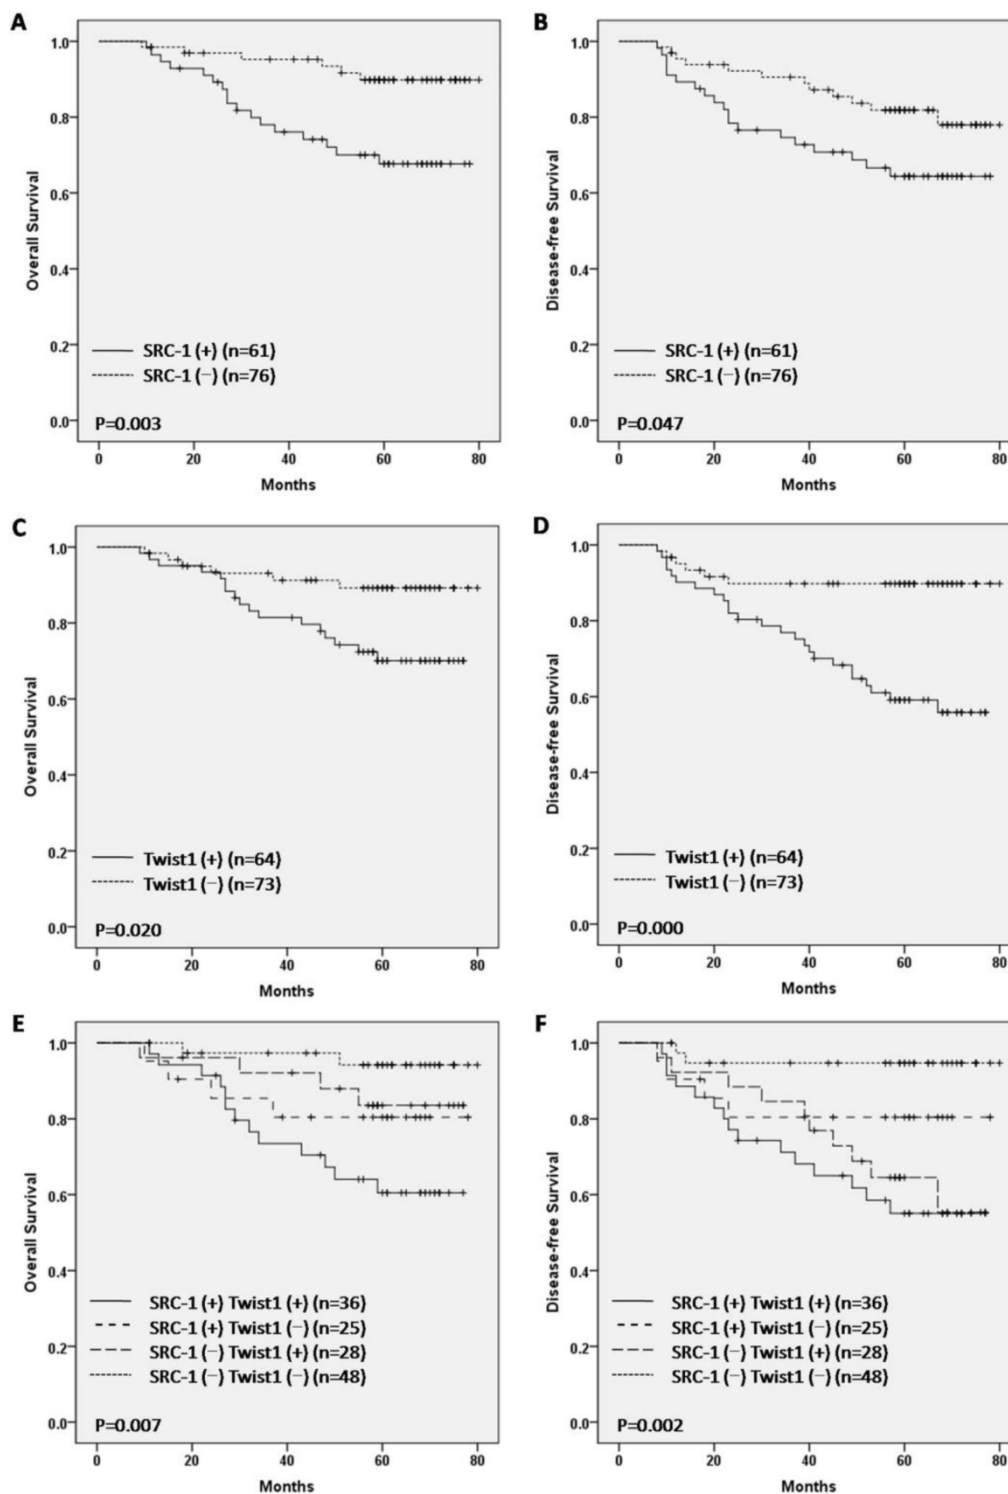 A
Overall Survival
1.0
0.8
0.6
0.4
0.2
0.0
SRC-1 (+) (n=61)
SRC-1 (−) (n=76)
P=0.003
0 20 40 60 80
Months
B
Disease-free Survival
1.0
0.8
0.6
0.4
0.2
0.0
SRC-1 (+) (n=61)
SRC-1 (−) (n=76)
P=0.047
0 20 40 60 80
Months
C
Overall Survival
1.0
0.8
0.6
0.4
0.2
0.0
Twist1 (+) (n=64)
Twist1 (−) (n=73)
P=0.020
0 20 40 60 80
Months
D
Disease-free Survival
1.0
0.8
0.6
0.4
0.2
0.0
Twist1 (+) (n=64)
Twist1 (−) (n=73)
P=0.000
0 20 40 60 80
Months
E
Overall Survival
1.0
0.8
0.6
0.4
0.2
0.0
SRC-1 (+) Twist1 (+) (n=36)
SRC-1 (+) Twist1 (−) (n=25)
SRC-1 (−) Twist1 (+) (n=28)
SRC-1 (−) Twist1 (−) (n=48)
P=0.007
0 20 40 60 80
Months
F
Disease-free Survival
1.0
0.8
0.6
0.4
0.2
0.0
SRC-1 (+) Twist1 (+) (n=36)
SRC-1 (+) Twist1 (−) (n=25)
SRC-1 (−) Twist1 (+) (n=28)
SRC-1 (−) Twist1 (−) (n=48)
P=0.002
0 20 40 60 80
Months